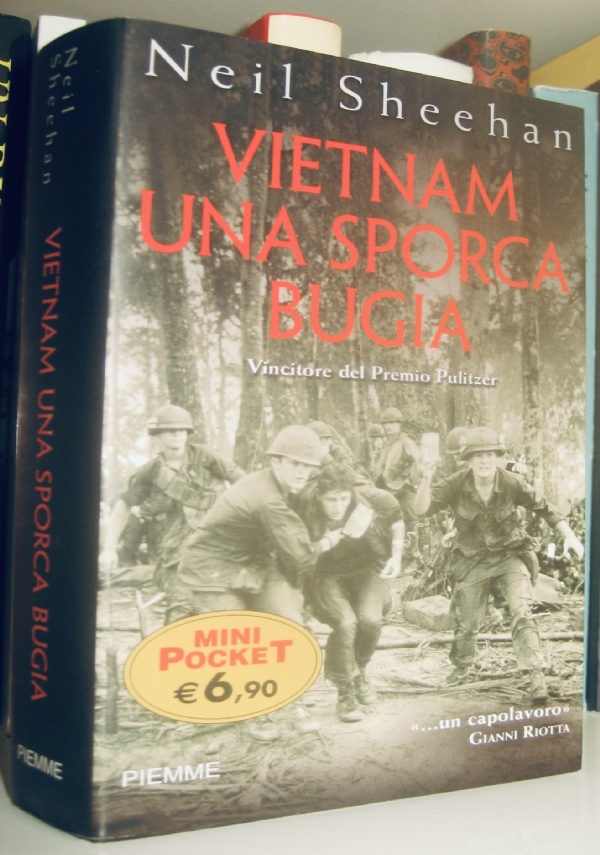 Neil Sheehan
VIETNAM
UNA SPORCA
BUGIA
Vincitore del Premio Pulitzer
MINI
POCKET
€ 6,90
«...un capolavoro»
GIANNI RIOTTA
PIEMME
Neil
Sheehan
VIETNAM UNA SPORCA BUGIA
PIEMME